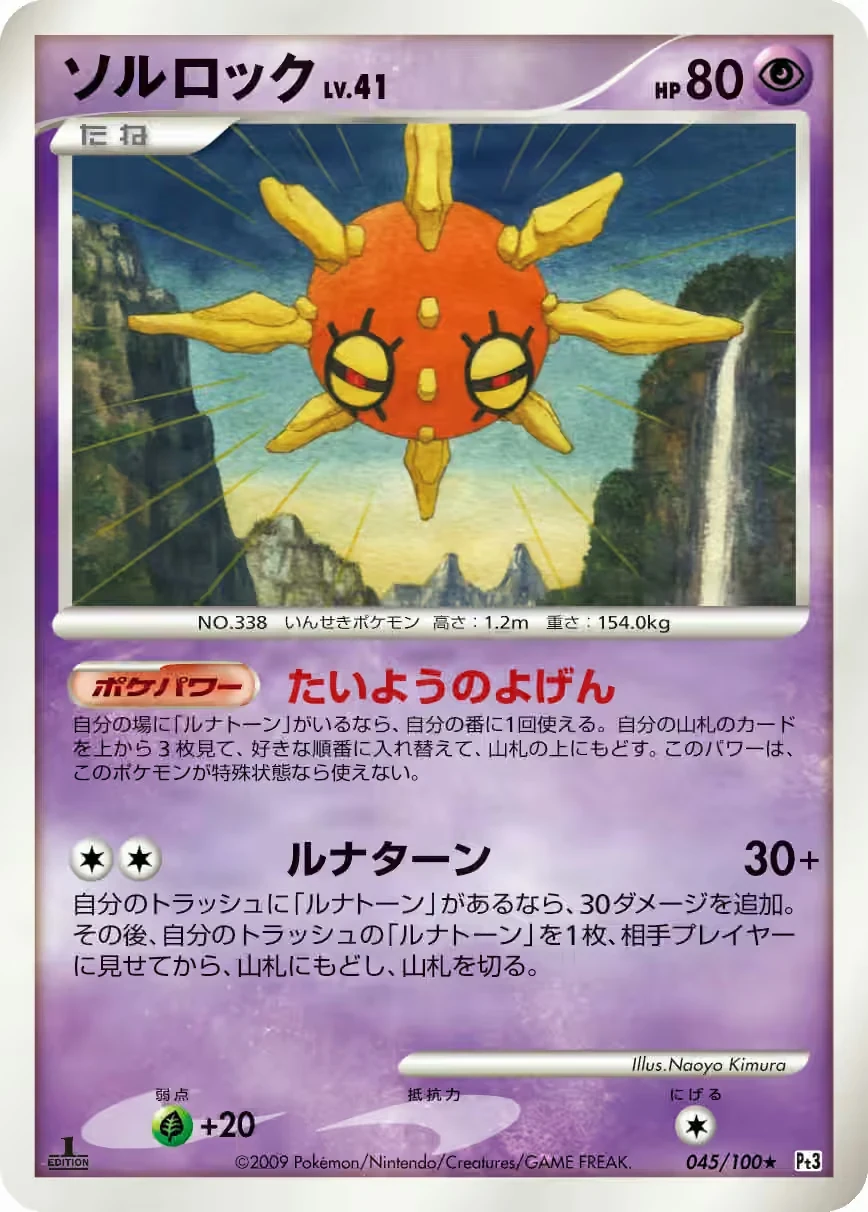 ソルロック LV.41 HP 80
たね
NO.338 いんせきポケモン 高さ:1.2m 重さ:154.0kg
ポケパワー たいようのよげん
自分の場に「ルナトーン」がいるなら、自分の番に1回使える。自分の山札のカード
を上から3枚見て、好きな順番に入れ替えて、山札の上にもどす。このパワーは、
このポケモンが特殊状態なら使えない。
ルナターン 30+
自分のトラッシュに「ルナトーン」があるなら、30ダメージを追加。
その後、自分のトラッシュの「ルナトーン」を1枚、相手プレイヤー
に見せてから、山札にもどし、山札を切る。
Illus.Naoyo Kimura
弱点 抵抗力 にげる
+20
1 EDITION
©2009 Pokémon/Nintendo/Creatures/GAME FREAK. 045/100★ Pt3